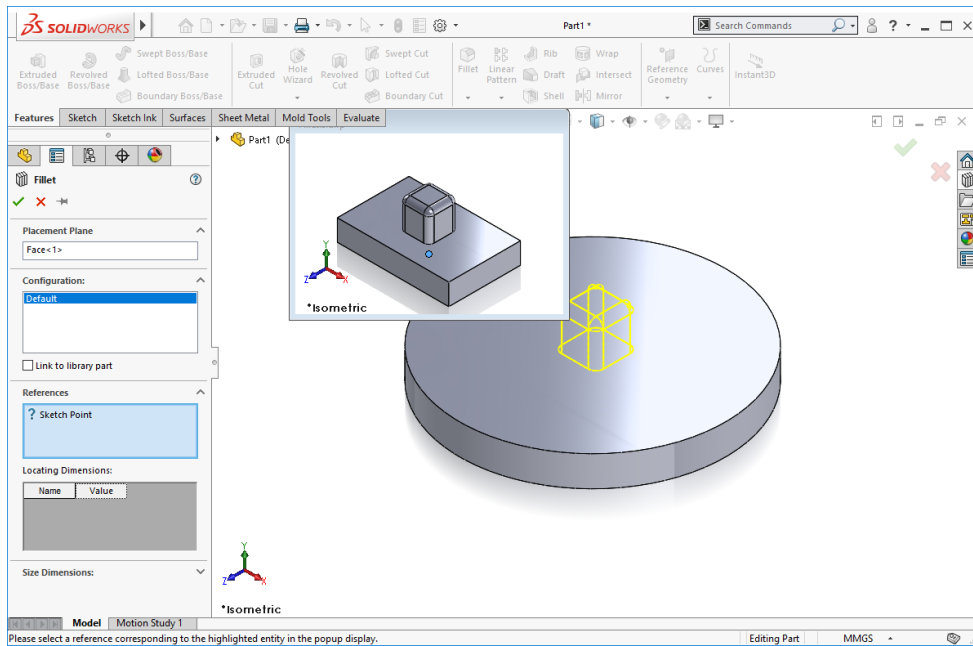 SOLIDWORKS
Part1 *
Search Commands
?
Extruded Boss/Base
Revolved Boss/Base
Swept Boss/Base
Lofted Boss/Base
Boundary Boss/Base
Extruded Cut
Hole Wizard
Revolved Cut
Swept Cut
Lofted Cut
Boundary Cut
Fillet
Linear Pattern
Rib
Draft
Shell
Wrap
Intersect
Mirror
Reference Geometry
Curves
Instant3D
Features Sketch Sketch Ink Surfaces Sheet Metal Mold Tools Evaluate
Part1 (De
Fillet
?
Placement Plane
Face<1>
Configuration:
Default
Link to library part
References
? Sketch Point
Locating Dimensions:
Name Value
Size Dimensions:
Y
Z
X
*Isometric
Y
Z
X
*Isometric
Model Motion Study 1
Please select a reference corresponding to the highlighted entity in the popup display.
Editing Part
MMGS